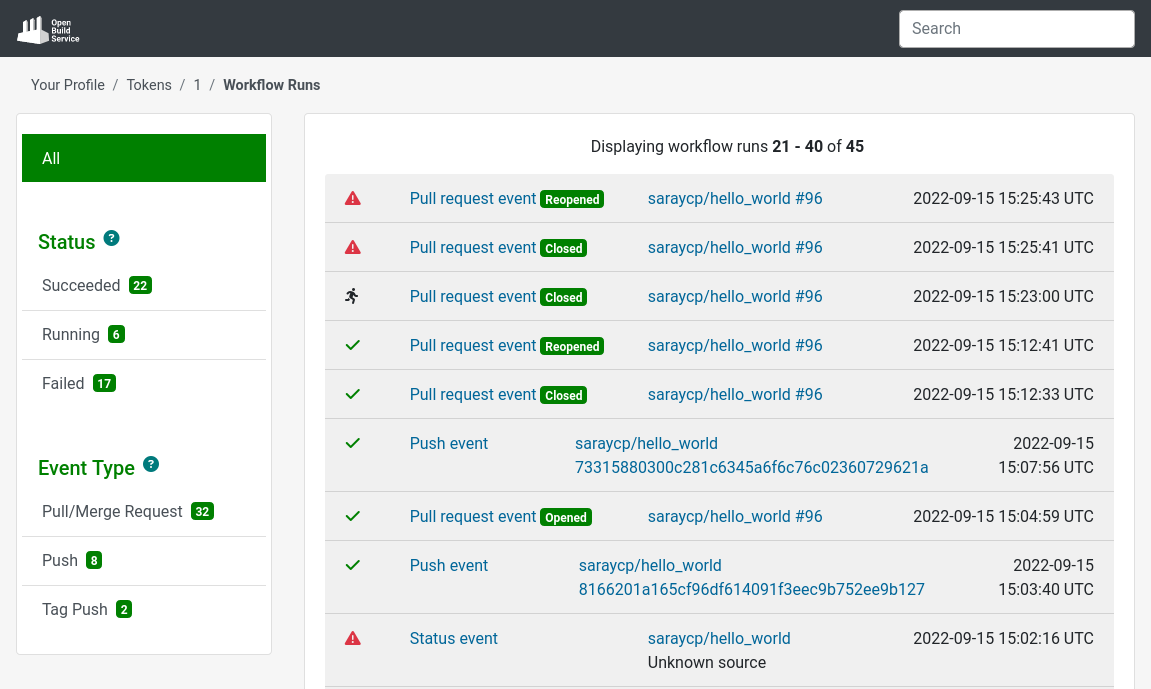 Open
Build
Service
Search
Your Profile / Tokens / 1 / Workflow Runs
All
Status ?
Succeeded 22
Running 6
Failed 17
Event Type ?
Pull/Merge Request 32
Push 8
Tag Push 2
Displaying workflow runs 21 - 40 of 45
Pull request event Reopened saraycp/hello_world #96 2022-09-15 15:25:43 UTC
Pull request event Closed saraycp/hello_world #96 2022-09-15 15:25:41 UTC
Pull request event Closed saraycp/hello_world #96 2022-09-15 15:23:00 UTC
Pull request event Reopened saraycp/hello_world #96 2022-09-15 15:12:41 UTC
Pull request event Closed saraycp/hello_world #96 2022-09-15 15:12:33 UTC
Push event saraycp/hello_world 2022-09-15
73315880300c281c6345a6f6c76c02360729621a 15:07:56 UTC
Pull request event Opened saraycp/hello_world #96 2022-09-15 15:04:59 UTC
Push event saraycp/hello_world 2022-09-15
8166201a165cf96df614091f3eec9b752ee9b127 15:03:40 UTC
Status event saraycp/hello_world 2022-09-15 15:02:16 UTC
Unknown source